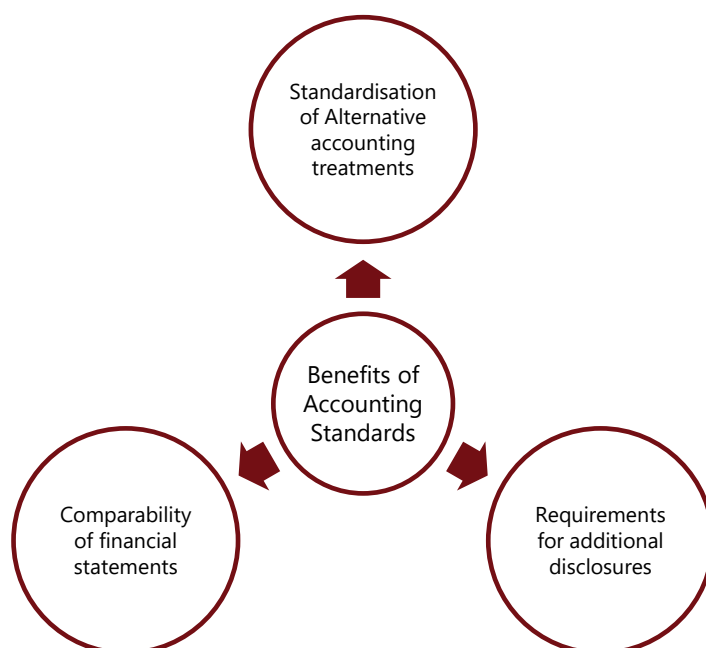 Standardisation
of Alternative
accounting
treatments
Benefits of
Accounting
Standards
Comparability
of financial
statements
Requirements
for additional
disclosures